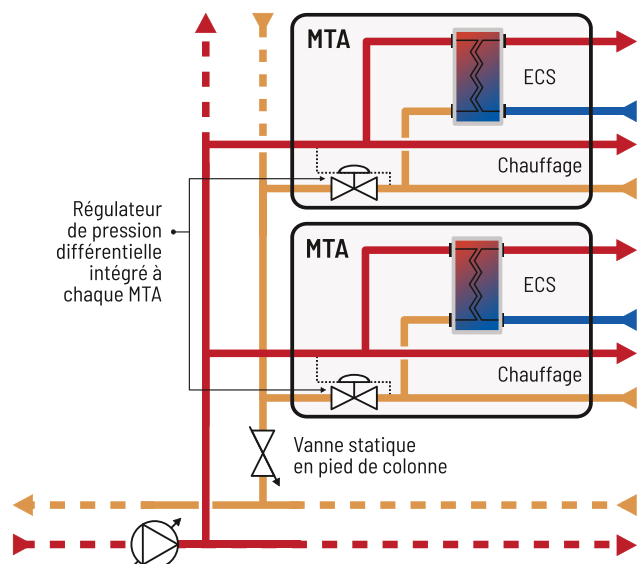 MTA
ECS
Chauffage
Régulateur
de pression
différentielle
intégré à
chaque MTA
MTA
ECS
Chauffage
Vanne statique
en pied de colonne